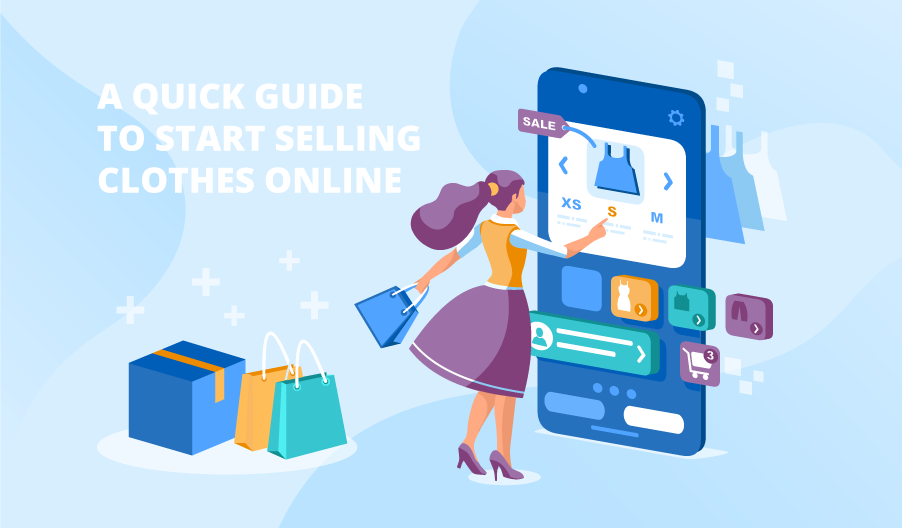 A QUICK GUIDE
TO START SELLING
CLOTHES ONLINE
SALE
XS S M
3